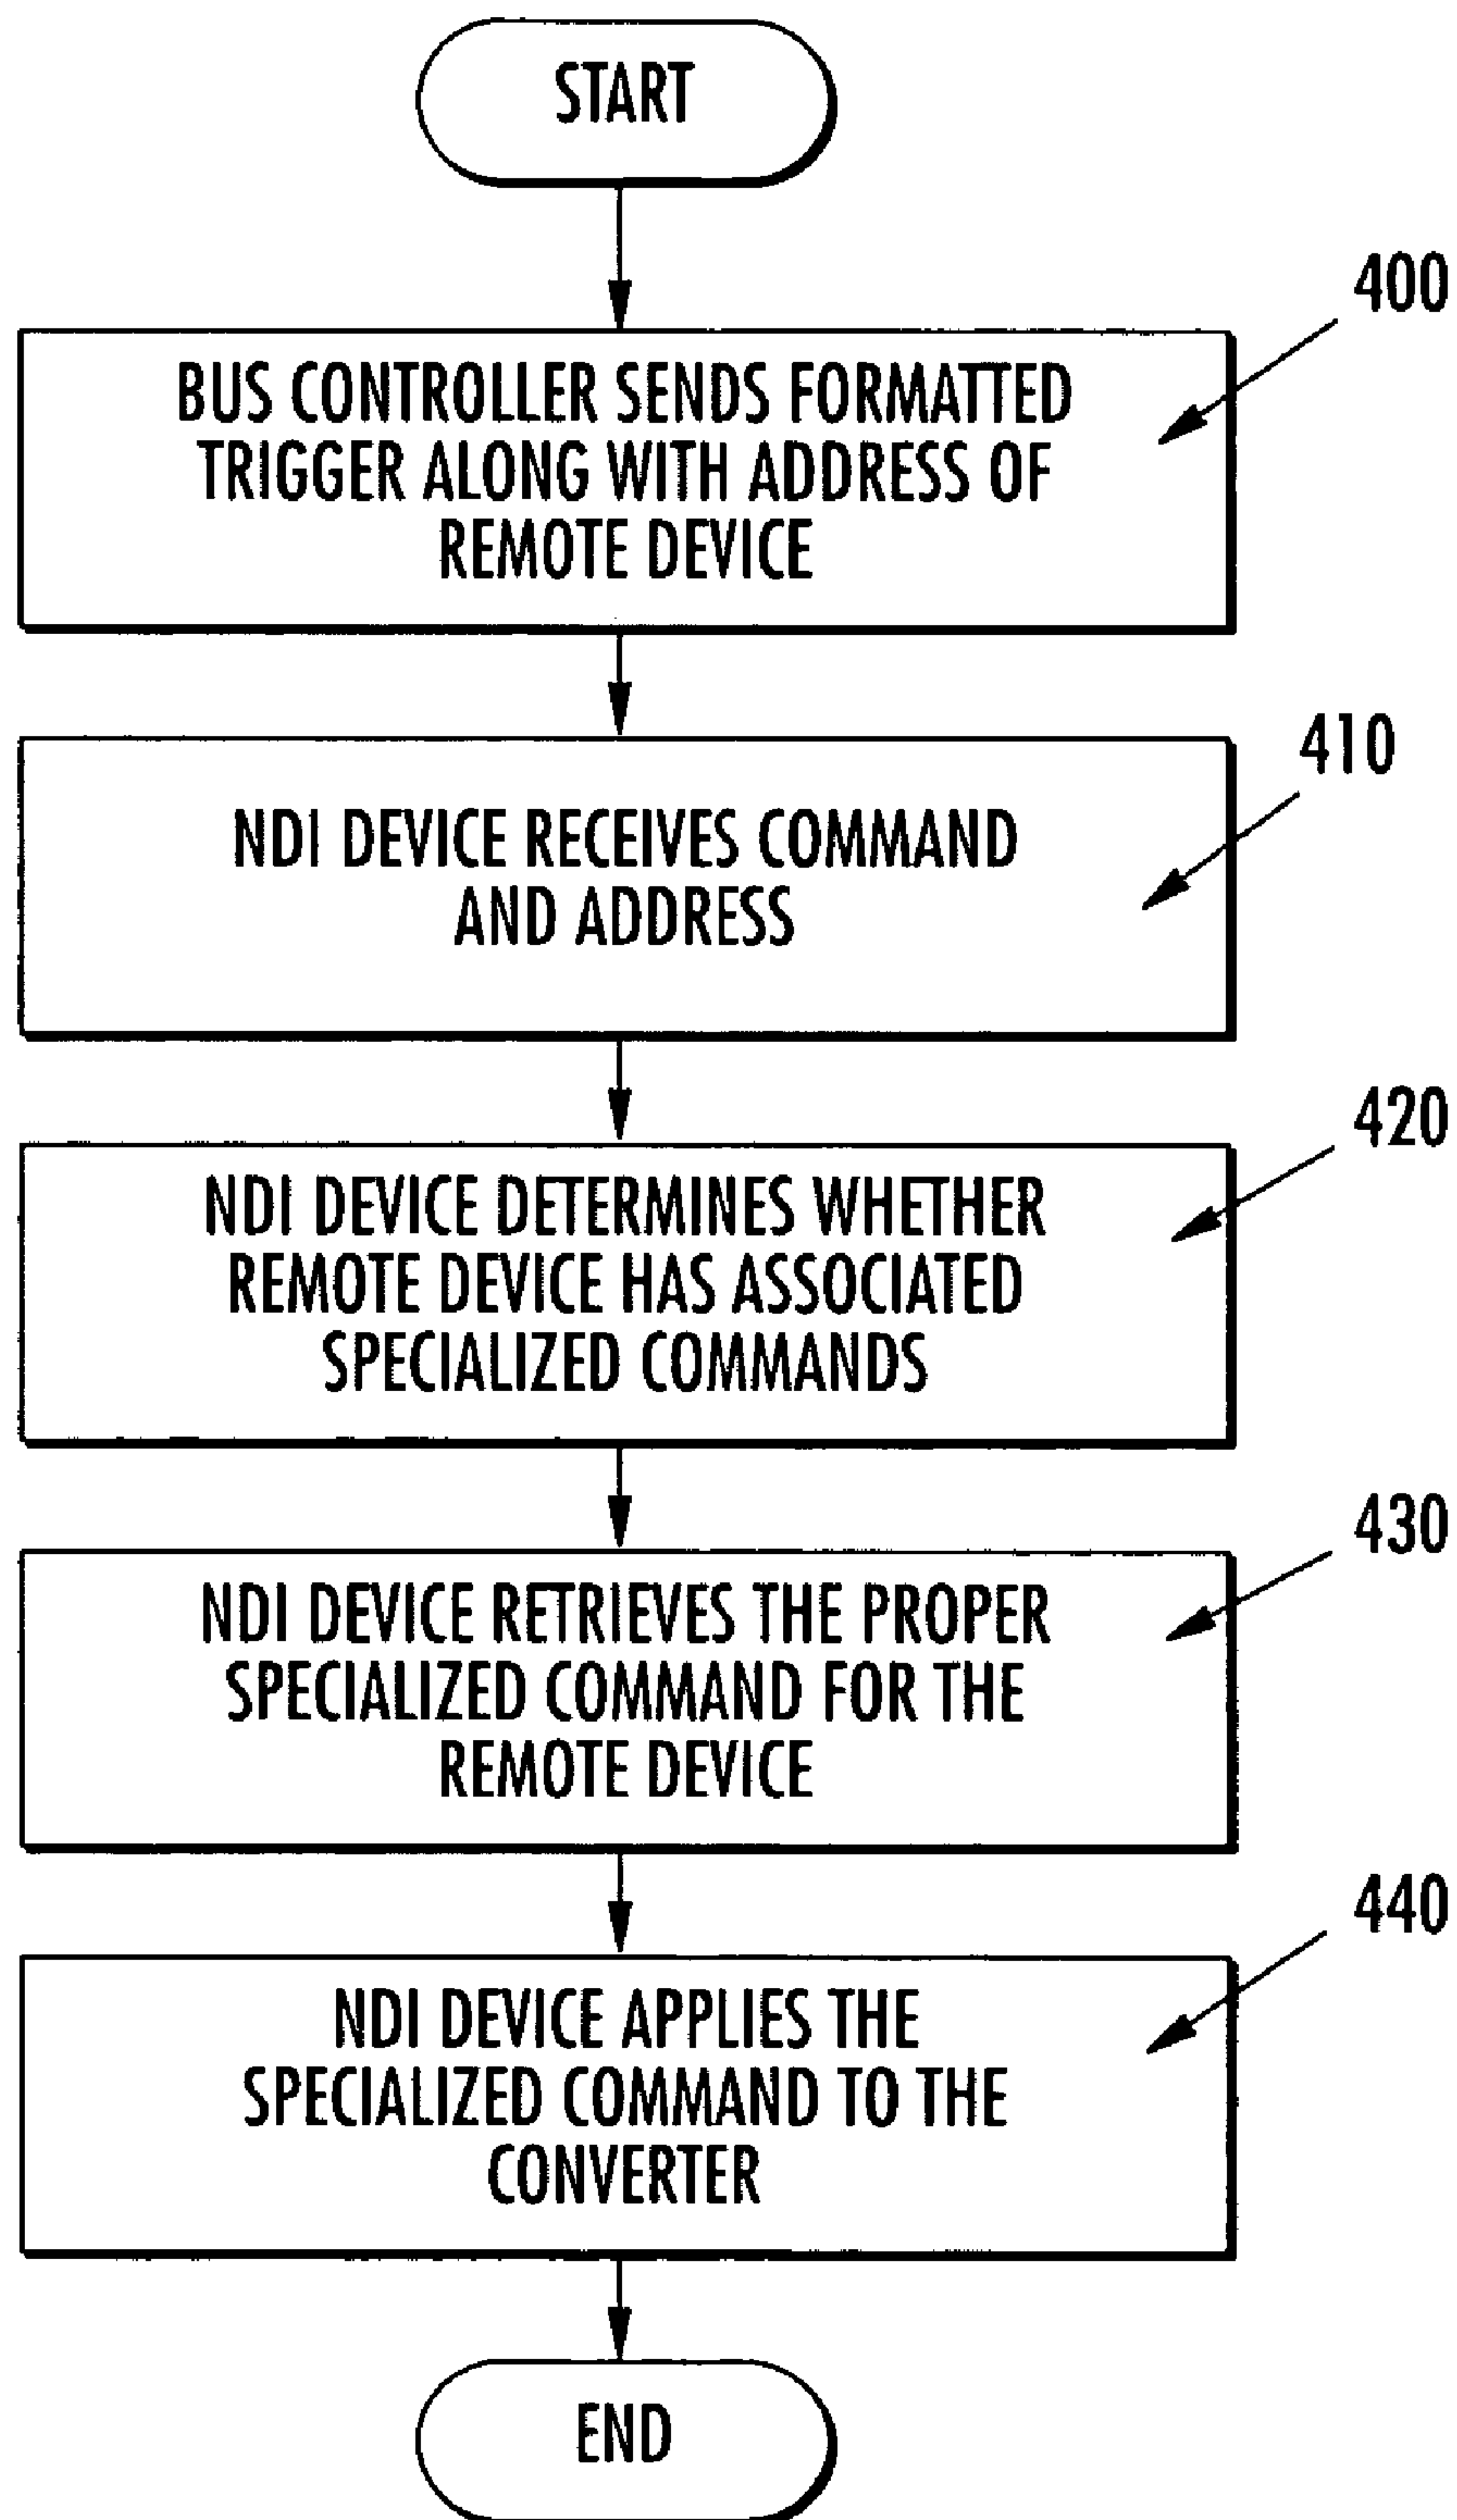 START
400
BUS CONTROLLER SENDS FORMATTED
TRIGGER ALONG WITH ADDRESS OF
REMOTE DEVICE
410
NDI DEVICE RECEIVES COMMAND
AND ADDRESS
420
NDI DEVICE DETERMINES WHETHER
REMOTE DEVICE HAS ASSOCIATED
SPECIALIZED COMMANDS
430
NDI DEVICE RETRIEVES THE PROPER
SPECIALIZED COMMAND FOR THE
REMOTE DEVICE
440
NDI DEVICE APPLIES THE
SPECIALIZED COMMAND TO THE
CONVERTER
END